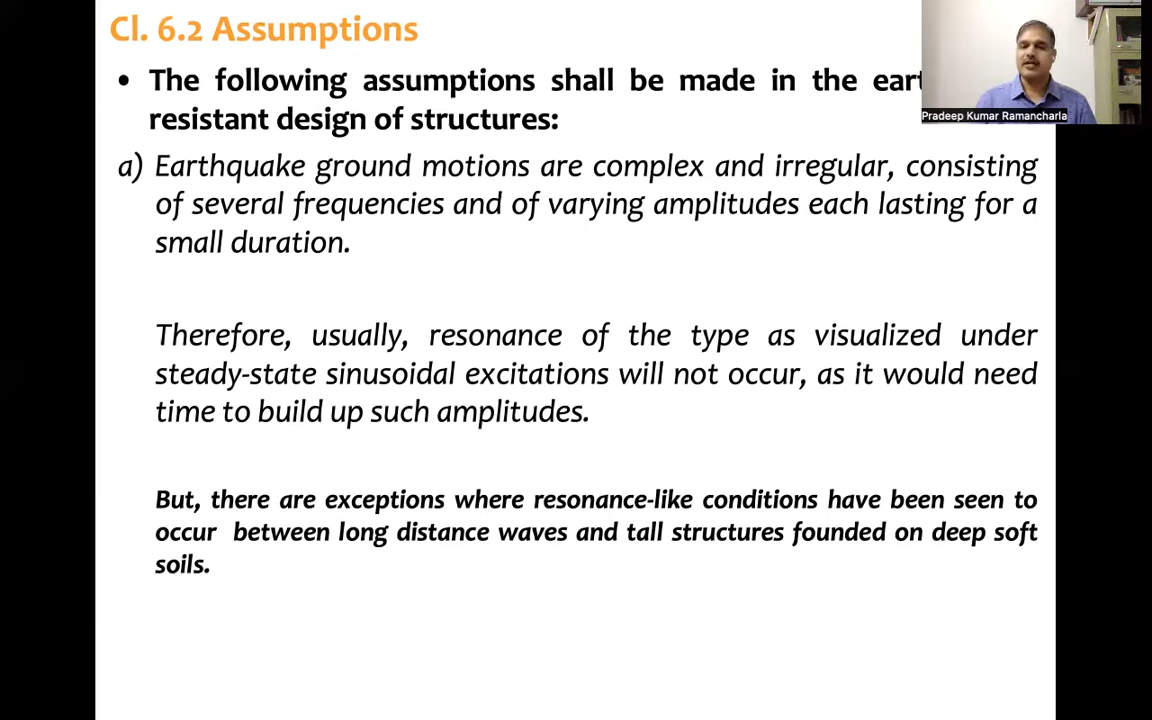 Cl. 6.2 Assumptions
• The following assumptions shall be made in the
resistant design of structures:
a) Earthquake ground motions are complex and irregular, consisting
of several frequencies and of varying amplitudes each lasting for a
small duration.
Therefore, usually, resonance of the type as visualized under
steady-state sinusoidal excitations will not occur, as it would need
time to build up such amplitudes.
But, there are exceptions where resonance-like conditions have been seen to
occur between long distance waves and tall structures founded on deep soft
soils.
Pradeep Kumar Ramancharla